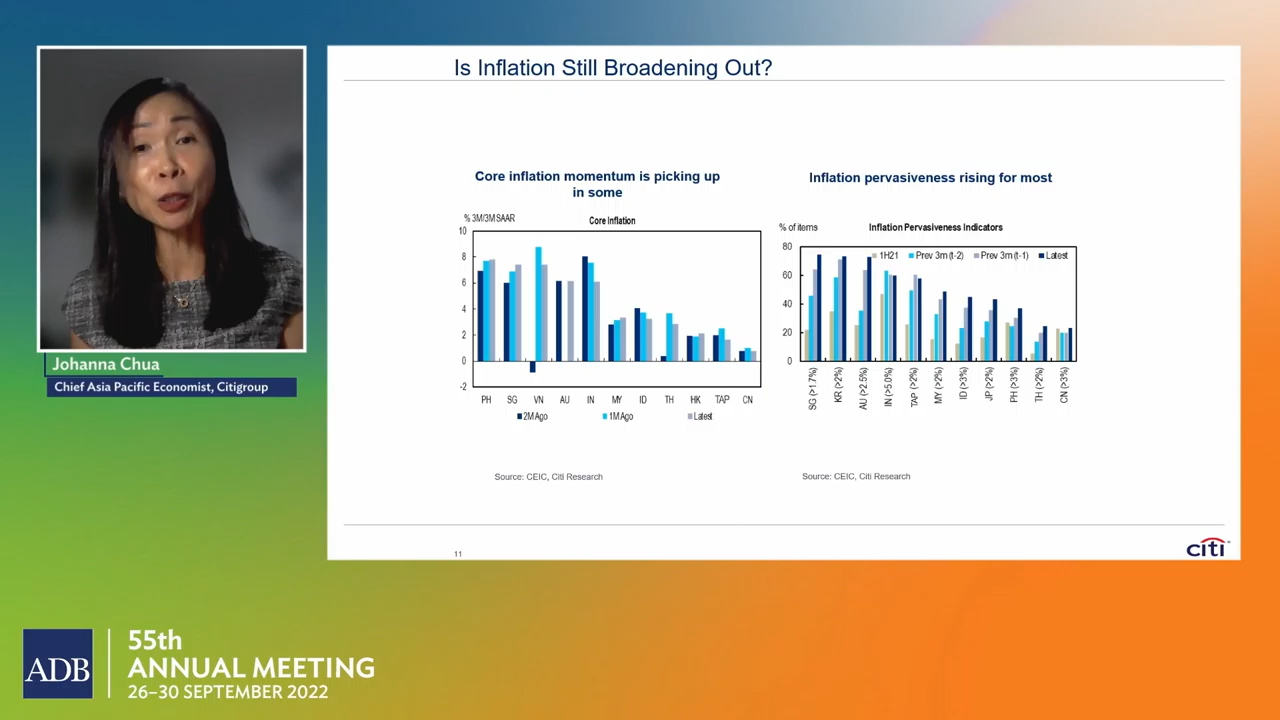 Is Inflation Still Broadening Out?
Core inflation momentum is picking up
in some
% 3M/3M SAAR
Core Inflation
10
8
6
4
2
0
-2
PH SG VN AU IN MY ID TH HK TAP CN
2M Ago 1M Ago Latest
Source: CEIC, Citi Research
Inflation pervasiveness rising for most
% of items
Inflation Pervasiveness Indicators
80
60
40
20
0
1H21 Prev 3m (t-2) Prev 3m (t-1) Latest
SG (>1.7%)
KR (>2%)
AU (>2.5%)
IN (>5.0%)
TAP (>2%)
MY (>2%)
ID (>3%)
JP (>2%)
PH (>3%)
TH (>2%)
CN (>3%)
Source: CEIC, Citi Research
11
citi
Johanna Chua
Chief Asia Pacific Economist, Citigroup
ADB
55th
ANNUAL MEETING
26–30 SEPTEMBER 2022